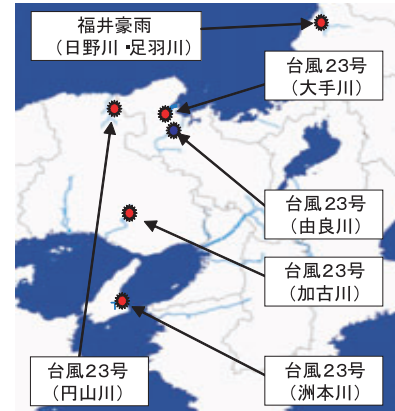 福井豪雨
（日野川・足羽川）
台風２３号
（大手川）
台風２３号
（由良川）
台風２３号
（加古川）
台風２３号
（円山川）
台風２３号
（洲本川）